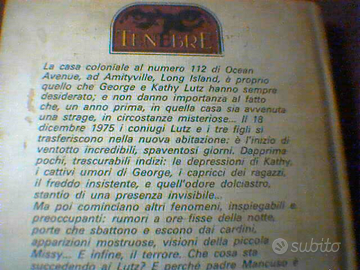 TENEBRE
La casa coloniale al numero 112 di Ocean
Avenue, ad Amityville, Long Island, è proprio
quello che George e Kathy Lutz hanno sempre
desiderato; e non danno importanza al fatto
che, un anno prima, in quella casa sia avvenuta
una strage, in circostanze misteriose... Il 18
dicembre 1975 i coniugi Lutz e i tre figli si
trasferiscono nella nuova abitazione: è l'inizio di
ventotto incredibili, spaventosi giorni. Dapprima
pochi, trascurabili indizi: le depressioni di Kathy,
i cattivi umori di George, i capricci dei ragazzi,
il freddo insistente, e quell'odore dolciastro,
stantio di una presenza invisibile...
Ma poi cominciano altri fenomeni, inspiegabili e
preoccupanti: rumori a ore fisse della notte,
porte che sbattono e escono dai cardini,
apparizioni mostruose, visioni della piccola
Missy... E infine, il terrore. Che cosa sta
succedendo ai Lutz? E perché padre Mancuso è
subito